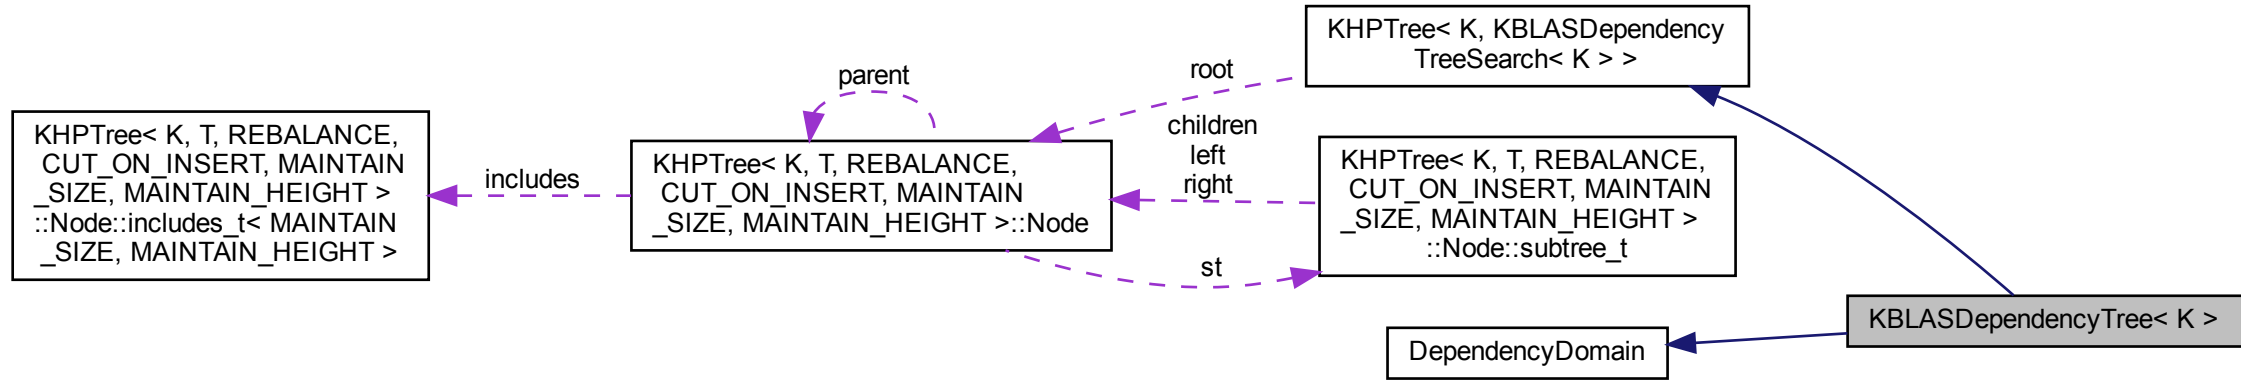 KHPTree< K, T, REBALANCE,
CUT_ON_INSERT, MAINTAIN
_SIZE, MAINTAIN_HEIGHT >
::Node::includes_t< MAINTAIN
_SIZE, MAINTAIN_HEIGHT >
includes
parent
KHPTree< K, T, REBALANCE,
CUT_ON_INSERT, MAINTAIN
_SIZE, MAINTAIN_HEIGHT >::Node
root
children
left
right
st
KHPTree< K, KBLASDependency
TreeSearch< K > >
KHPTree< K, T, REBALANCE,
CUT_ON_INSERT, MAINTAIN
_SIZE, MAINTAIN_HEIGHT >
::Node::subtree_t
DependencyDomain
KBLASDependencyTree< K >